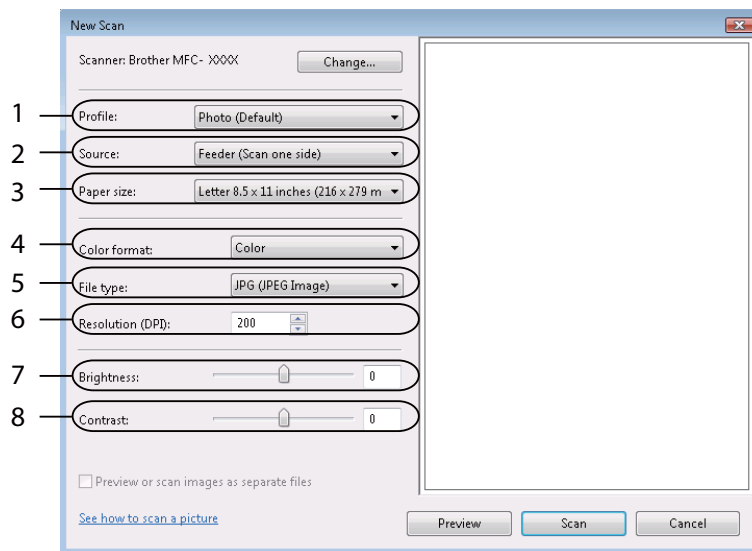 New Scan
Scanner: Brother MFC- XXXX
Change...
1
Profile:
Photo (Default)
2
Source:
Feeder (Scan one side)
3
Paper size:
Letter 8.5 x 11 inches (216 x 279 m
4
Color format:
Color
5
File type:
JPG (JPEG Image)
6
Resolution (DPI):
200
7
Brightness:
0
8
Contrast:
0
Preview or scan images as separate files
See how to scan a picture
Preview
Scan
Cancel